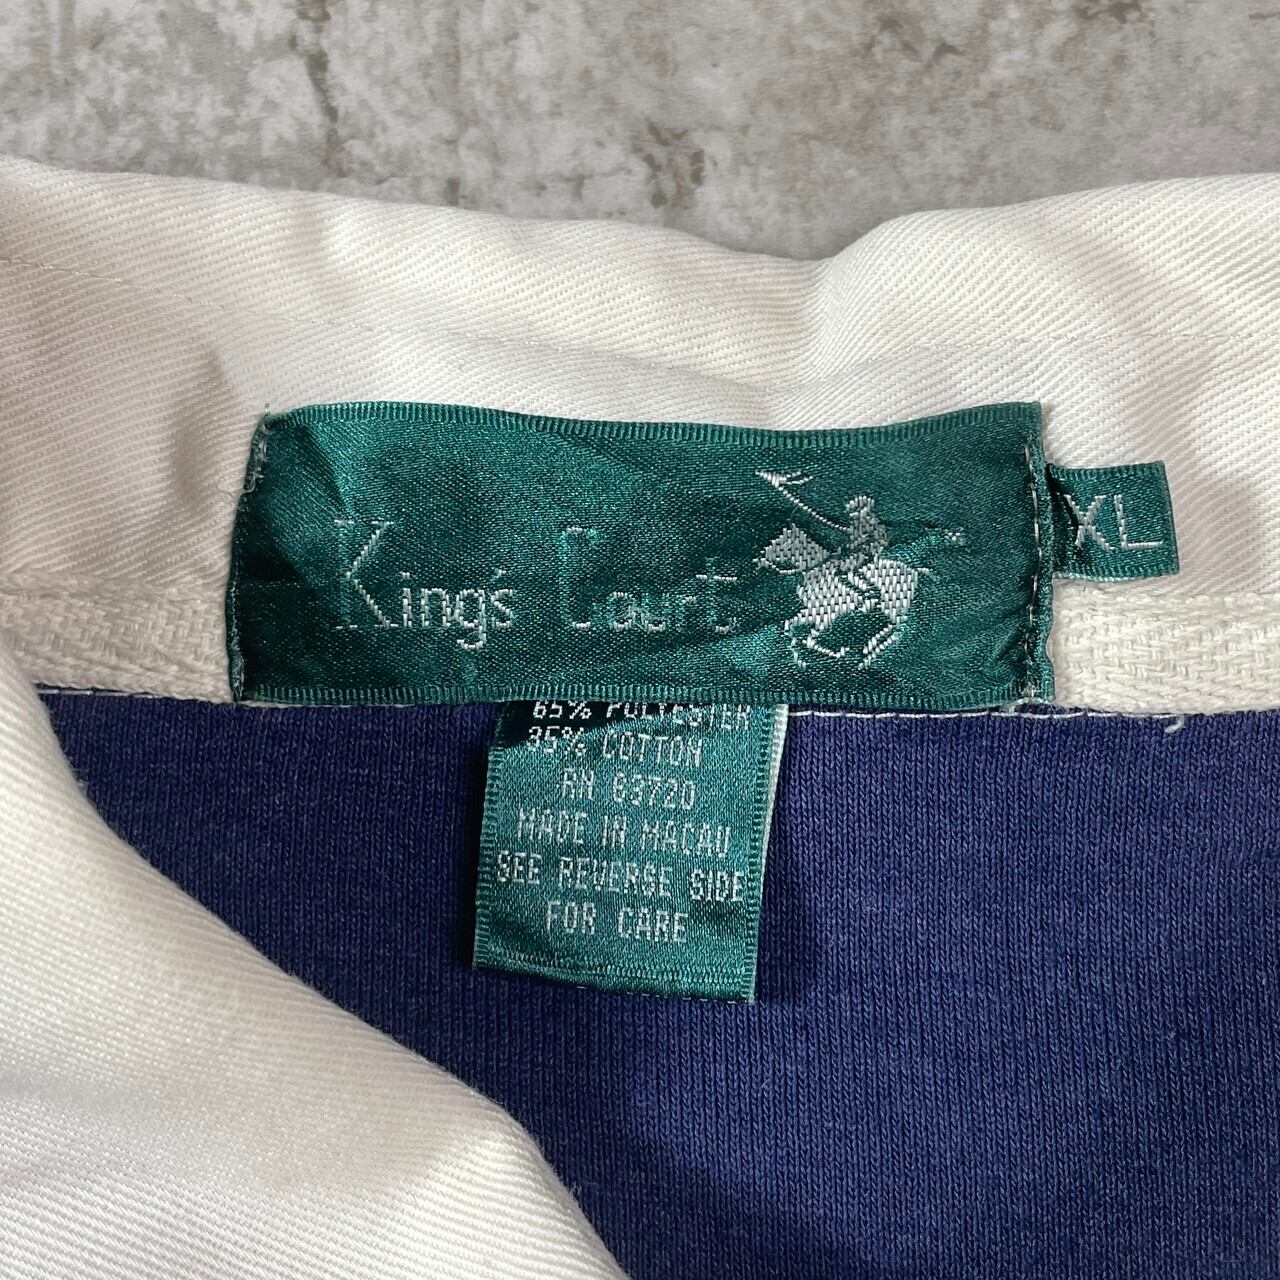 King's Court
XL
65% POLYESTER
35% COTTON
RN 63720
MADE IN MACAU
SEE REVERSE SIDE
FOR CARE